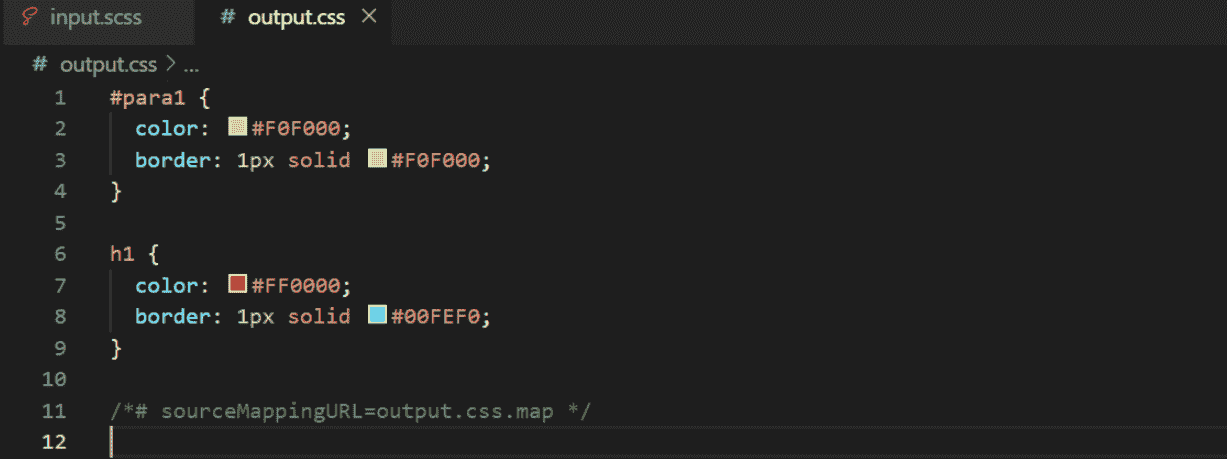 input.scss # output.css ×
# output.css > ...
1 #para1 {
2 color: #F0F000;
3 border: 1px solid #F0F000;
4 }
5
6 h1 {
7 color: #FF0000;
8 border: 1px solid #00FEF0;
9 }
10
11 /*# sourceMappingURL=output.css.map */
12